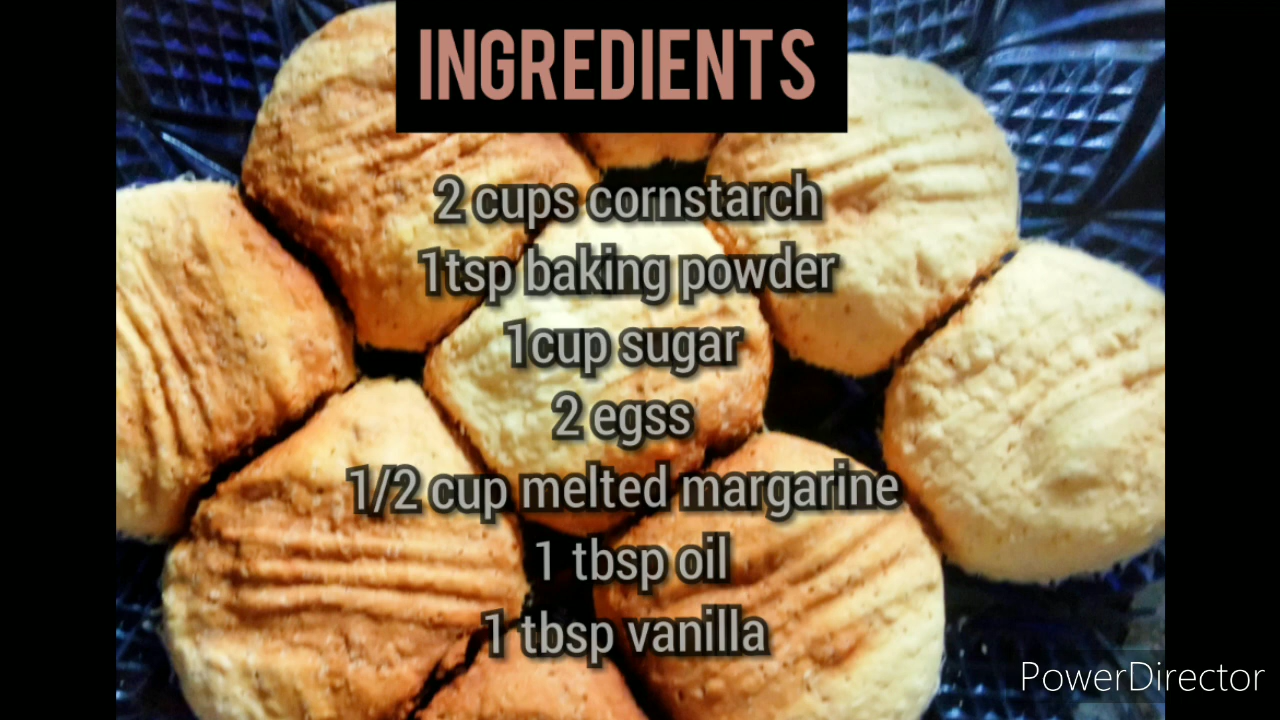 INGREDIENTS
2 cups cornstarch
1tsp baking powder
1cup sugar
2 egss
1/2 cup melted margarine
1 tbsp oil
1 tbsp vanilla
PowerDirector